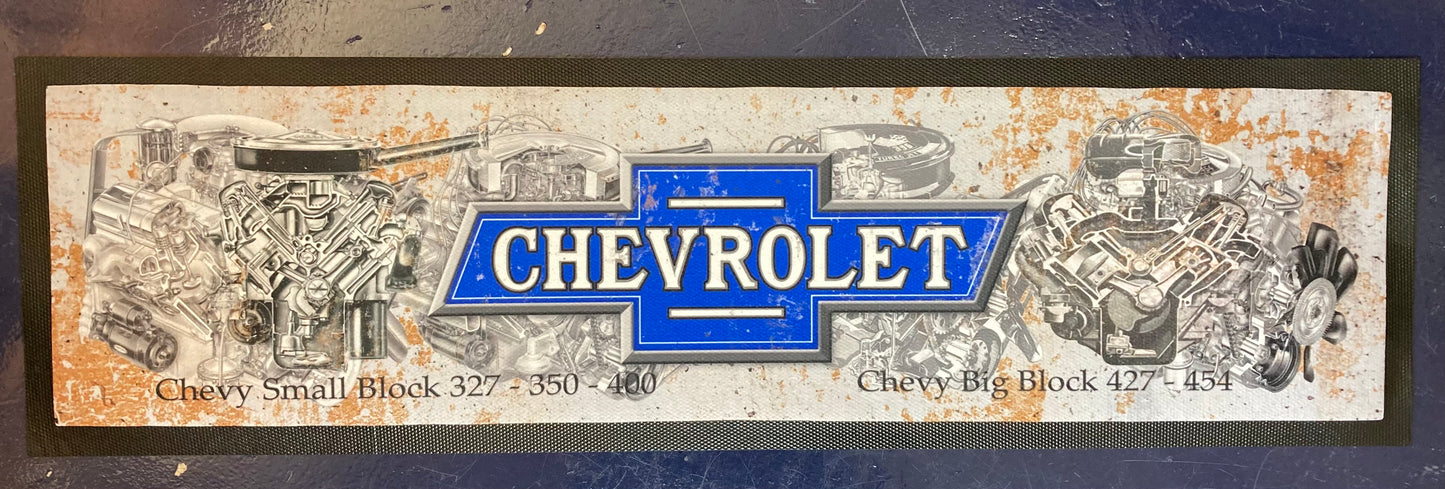 CHEVROLET
Chevy Small Block 327 - 350 - 400
Chevy Big Block 427 - 454